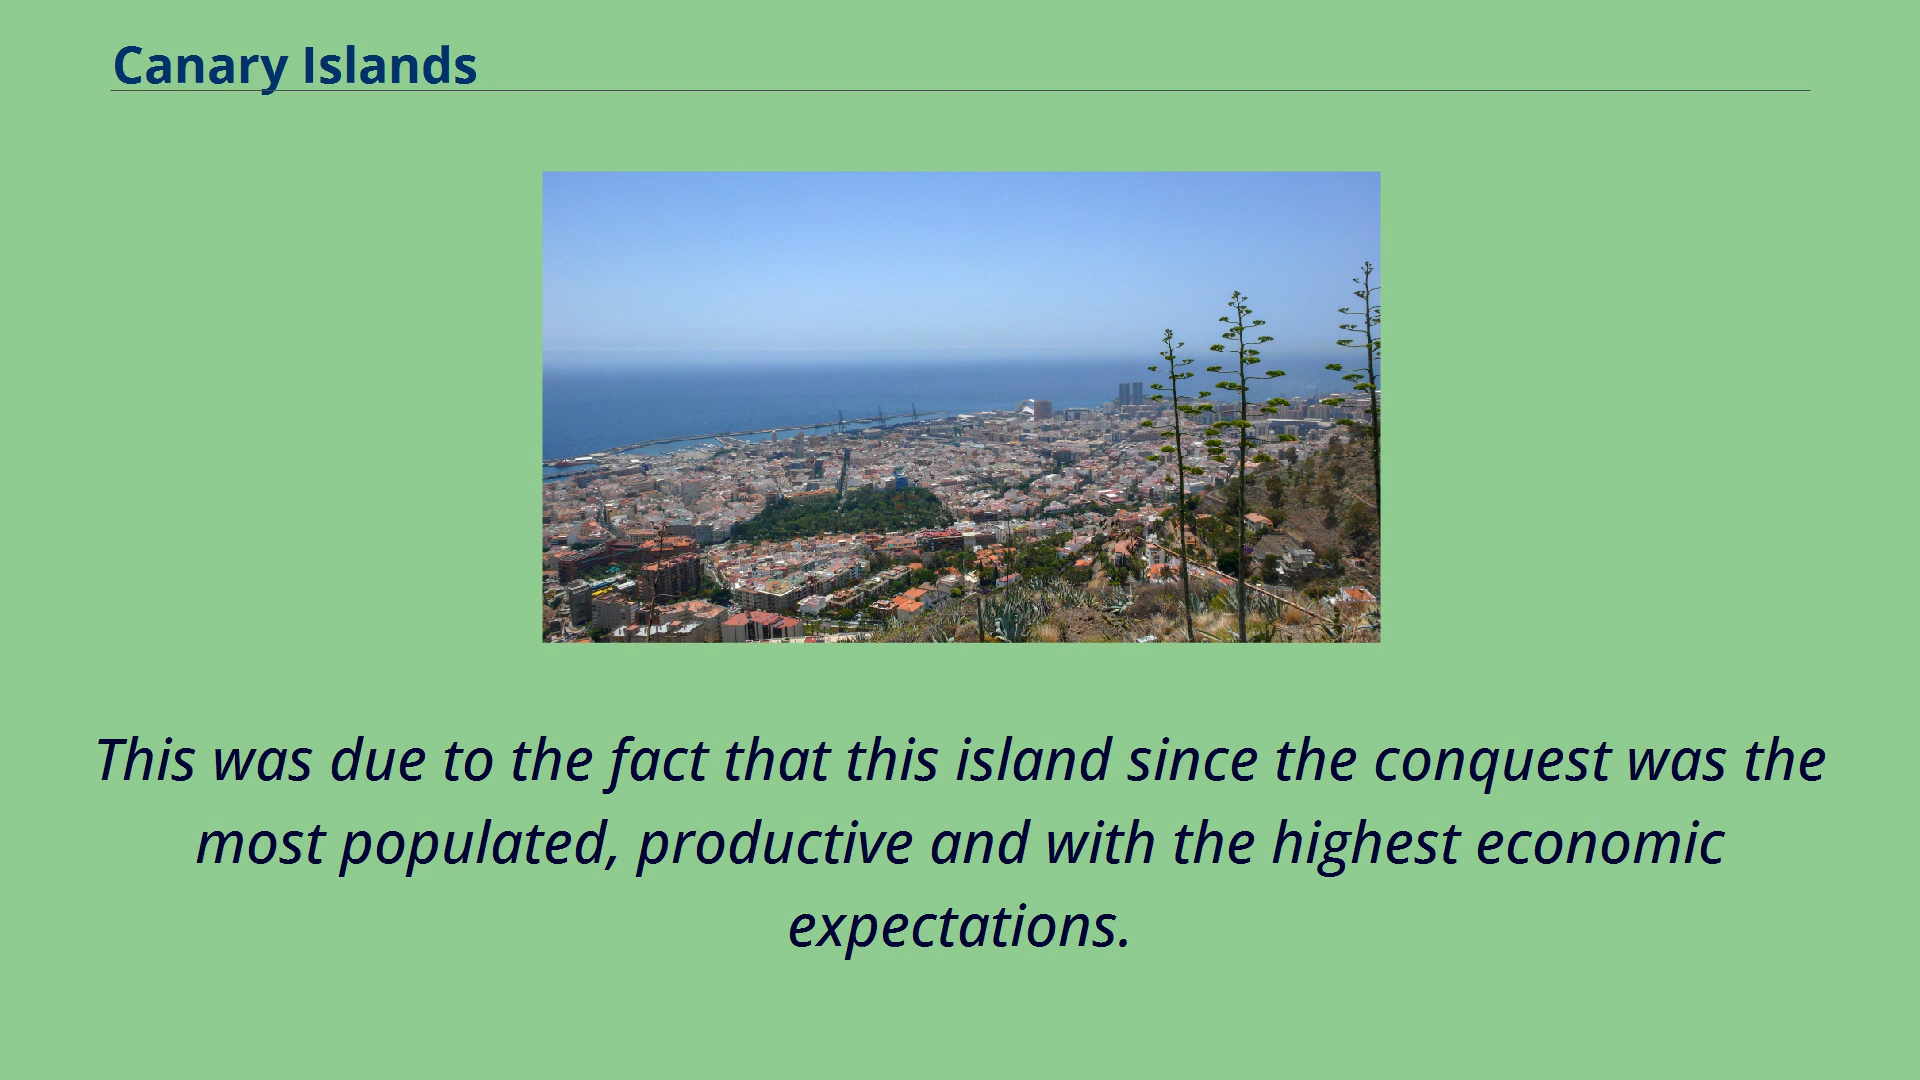 Canary Islands
This was due to the fact that this island since the conquest was the
most populated, productive and with the highest economic
expectations.